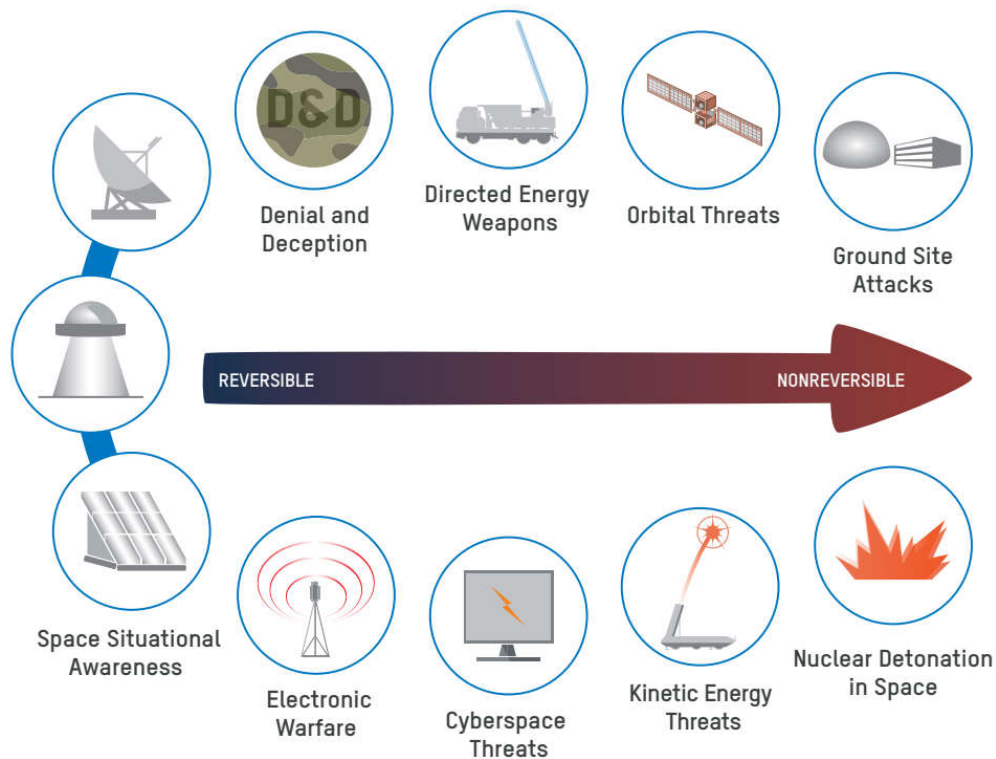 D&D
Denial and
Deception
Directed Energy
Weapons
Orbital Threats
Ground Site
Attacks
REVERSIBLE
NONREVERSIBLE
Space Situational
Awareness
Electronic
Warfare
Cyberspace
Threats
Kinetic Energy
Threats
Nuclear Detonation
in Space